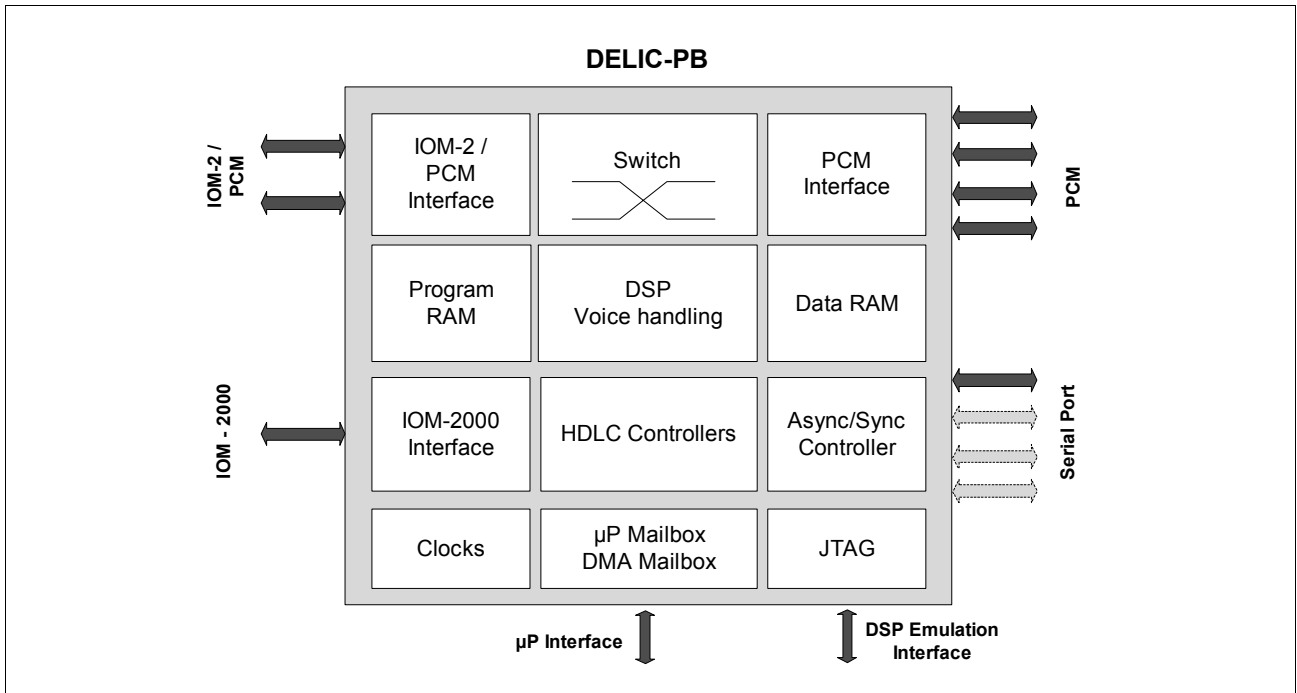 DELIC-PB
IOM-2 /
PCM
IOM-2 /
PCM
Interface
Switch
PCM
Interface
PCM
Program
RAM
DSP
Voice handling
Data RAM
IOM - 2000
IOM-2000
Interface
HDLC Controllers
Async/Sync
Controller
Serial Port
Clocks
µP Mailbox
DMA Mailbox
JTAG
µP Interface
DSP Emulation
Interface